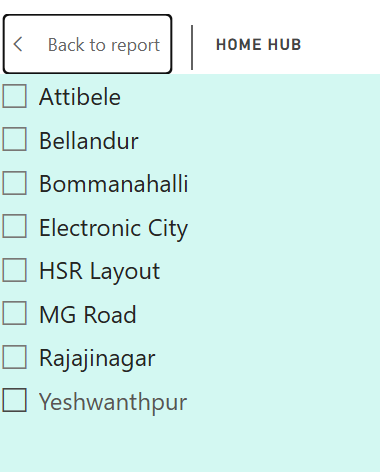 Back to report
HOME HUB
Attibele
Bellandur
Bommanahalli
Electronic City
HSR Layout
MG Road
Rajajinagar
Yeshwanthpur